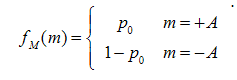 f_M(m) = { p_0 m = +A
1 − p_0 m = −A .